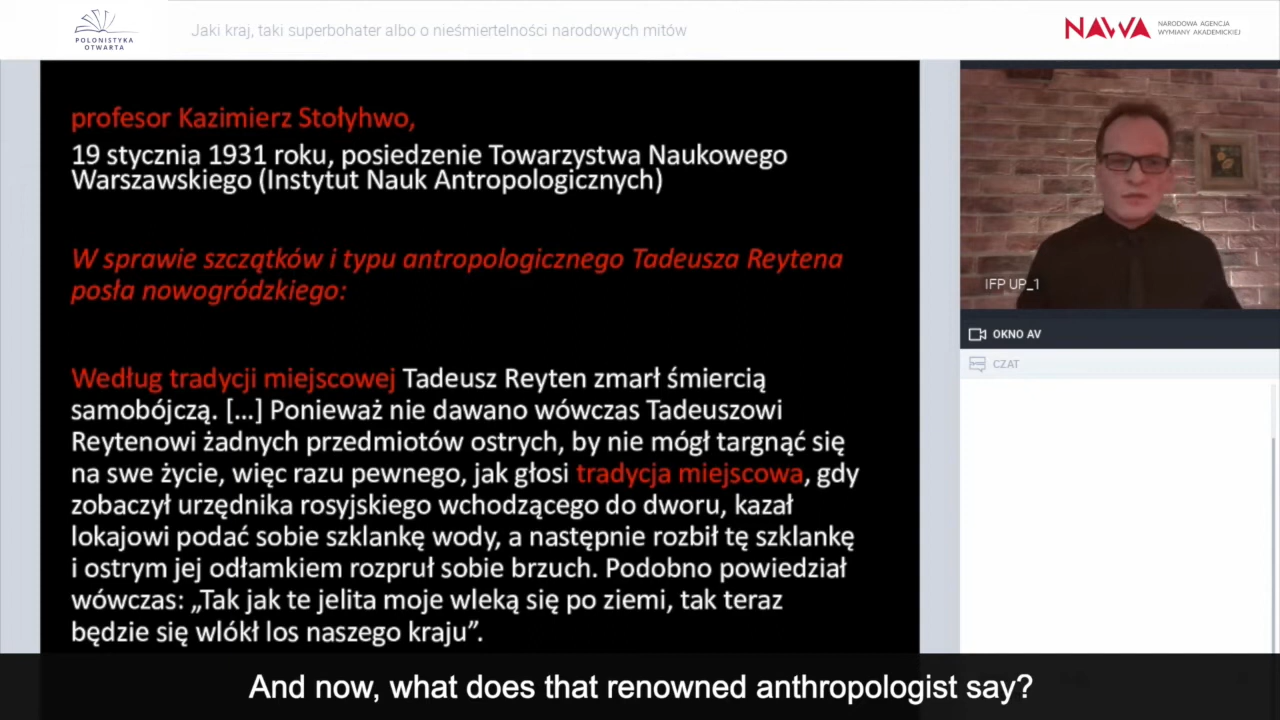 POLONISTYKA
OTWARTA
Jaki kraj, taki superbohater albo o nieśmiertelności narodowych mitów
NAWA
NARODOWA AGENCJA
WYMIANY AKADEMICKIEJ
profesor Kazimierz Stołyhwo,
19 stycznia 1931 roku, posiedzenie Towarzystwa Naukowego
Warszawskiego (Instytut Nauk Antropologicznych)
W sprawie szczątków i typu antropologicznego Tadeusza Reytena
posła nowogródzkiego:
Według tradycji miejscowej Tadeusz Reyten zmarł śmiercią
samobójczą. […] Ponieważ nie dawano wówczas Tadeuszowi
Reytenowi żadnych przedmiotów ostrych, by nie mógł targnąć się
na swe życie, więc razu pewnego, jak głosi tradycja miejscowa, gdy
zobaczył urzędnika rosyjskiego wchodzącego do dworu, kazał
lokajowi podać sobie szklankę wody, a następnie rozbił tę szklankę
i ostrym jej odłamkiem rozpruł sobie brzuch. Podobno powiedział
wówczas: „Tak jak te jelita moje wleką się po ziemi, tak teraz
będzie się wlókł los naszego kraju”.
IFP UP_1
OKNO AV
CZAT
And now, what does that renowned anthropologist say?